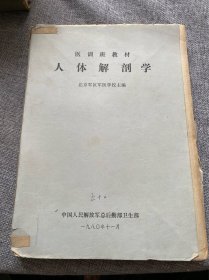 医训班教材
人体解剖学
北京军区军医学校主编
中国人民解放军总后勤部卫生部
一九八〇年十一月